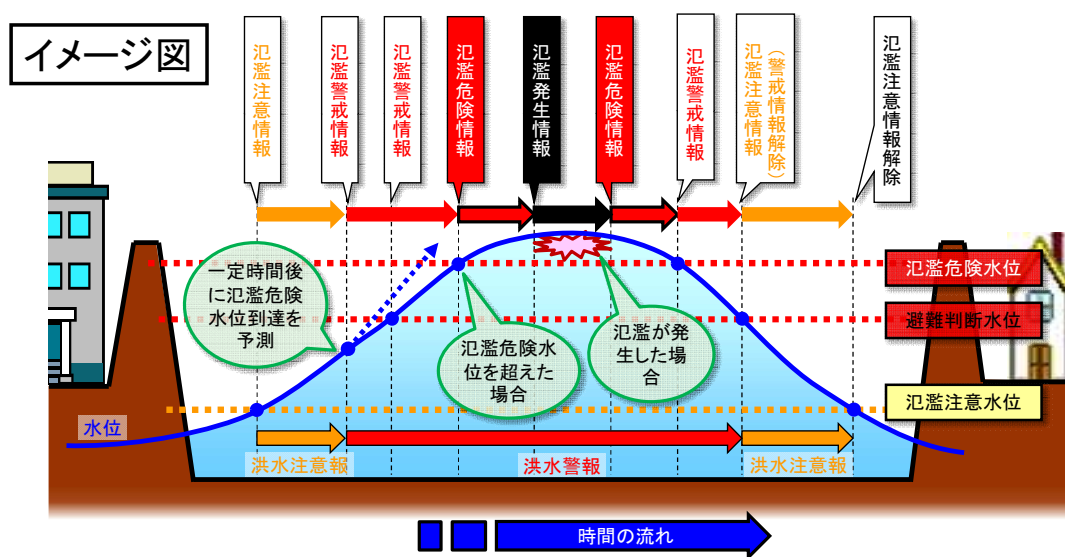 イメージ図
氾濫注意情報
氾濫警戒情報
氾濫警戒情報
氾濫危険情報
氾濫発生情報
氾濫危険情報
氾濫警戒情報
(警戒情報解除)
氾濫注意情報
氾濫注意情報解除
一定時間後
に氾濫危険
水位到達を
予測
氾濫危険水
位を超えた
場合
氾濫が発
生した場
合
氾濫危険水位
避難判断水位
氾濫注意水位
水位
洪水注意報
洪水警報
洪水注意報
時間の流れ